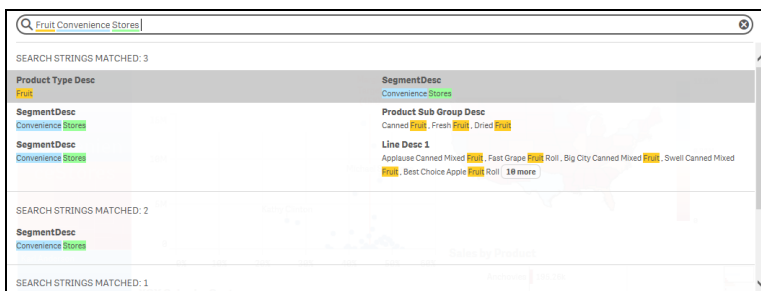 Fruit Convenience Stores
SEARCH STRINGS MATCHED: 3
Product Type Desc
Fruit
SegmentDesc
Convenience Stores
SegmentDesc
Convenience Stores
Product Sub Group Desc
Canned Fruit , Fresh Fruit , Dried Fruit
SegmentDesc
Convenience Stores
Line Desc 1
Applause Canned Mixed Fruit , Fast Grape Fruit Roll , Big City Canned Mixed Fruit , Swell Canned Mixed
Fruit , Best Choice Apple Fruit Roll 10 more
SEARCH STRINGS MATCHED: 2
SegmentDesc
Convenience Stores
Sales by Product
SEARCH STRINGS MATCHED: 1